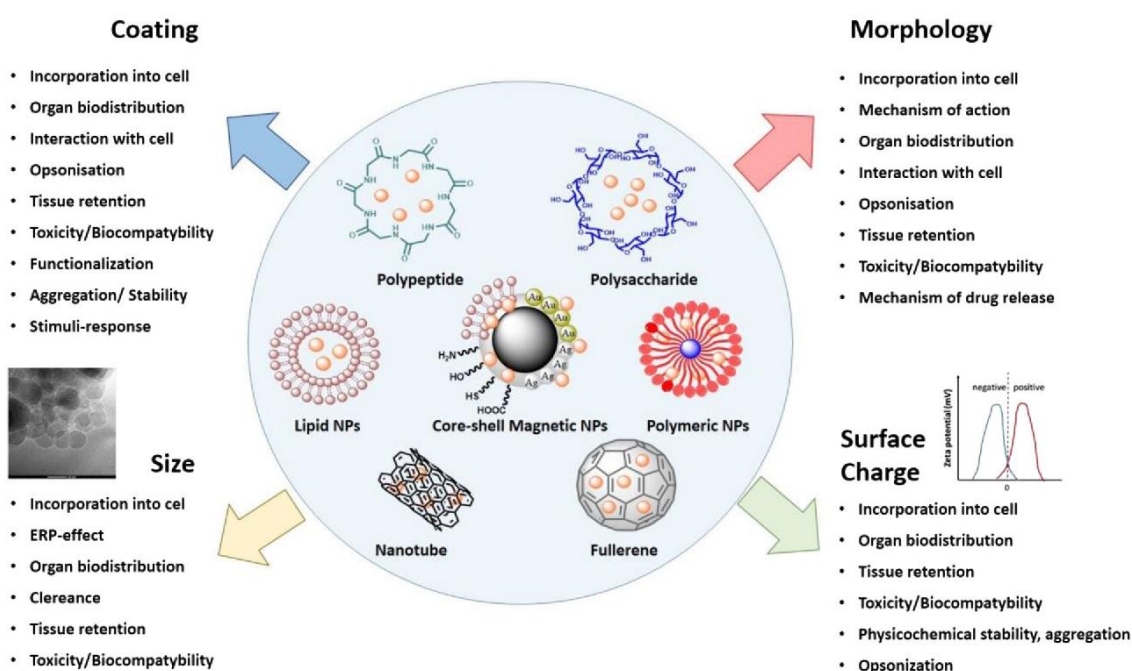 Coating
• Incorporation into cell
• Organ biodistribution
• Interaction with cell
• Opsonisation
• Tissue retention
• Toxicity/Biocompatybility
• Functionalization
• Aggregation/ Stability
• Stimuli-response
Morphology
• Incorporation into cell
• Mechanism of action
• Organ biodistribution
• Interaction with cell
• Opsonisation
• Tissue retention
• Toxicity/Biocompatybility
• Mechanism of drug release
Polypeptide
Polysaccharide
Au
Au
Au
Au
Ag
Ag
Ag
Ag
Ag
H₂N
HO
HS
HOOC
Lipid NPs
Core-shell Magnetic NPs
Polymeric NPs
Nanotube
Fullerene
Size
• Incorporation into cel
• ERP-effect
• Organ biodistribution
• Clereance
• Tissue retention
• Toxicity/Biocompatybility
Surface
Charge
negative
positive
Zeta potential (mV)
0
• Incorporation into cell
• Organ biodistribution
• Tissue retention
• Toxicity/Biocompatybility
• Physicochemical stability, aggregation
• Opsonization